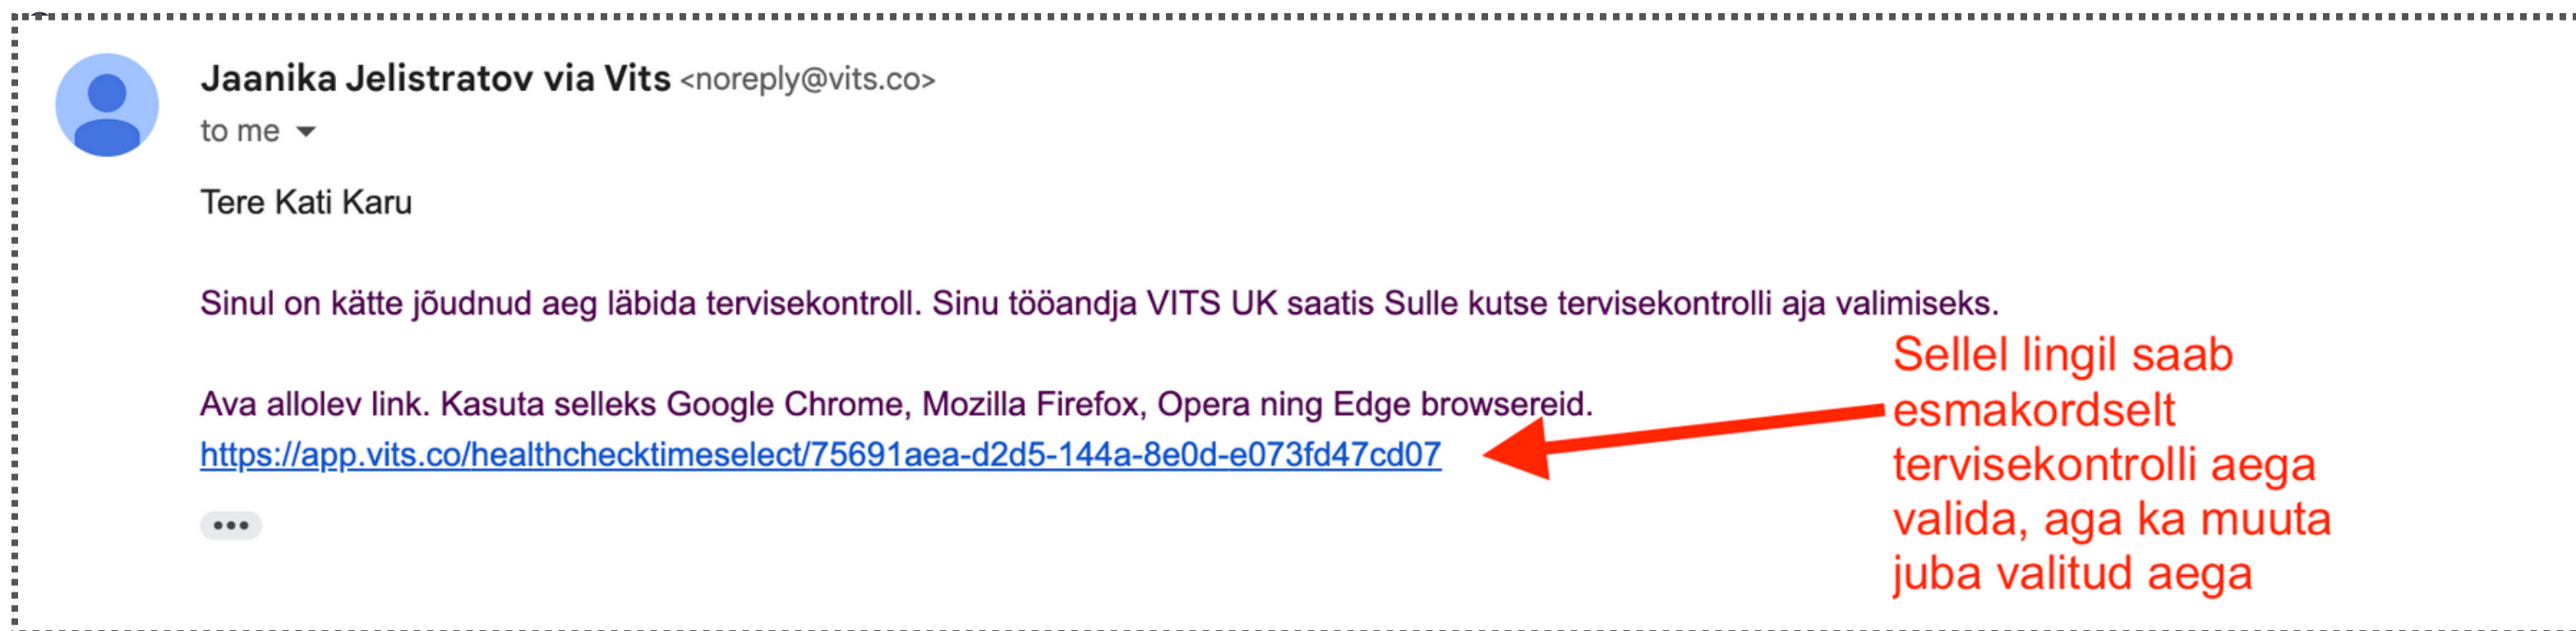 Jaanika Jelistratov via Vits <noreply@vits.co>
to me
Tere Kati Karu
Sinul on kätte jõudnud aeg läbida tervisekontroll. Sinu tööandja VITS UK saatis Sulle kutse tervisekontrolli aja valimiseks.
Ava allolev link. Kasuta selleks Google Chrome, Mozilla Firefox, Opera ning Edge browsereid.
https://app.vits.co/healthchecktimeselect/75691aea-d2d5-144a-8e0d-e073fd47cd07
Sellel lingil saab
esmakordselt
tervisekontrolli aega
valida, aga ka muuta
juba valitud aega